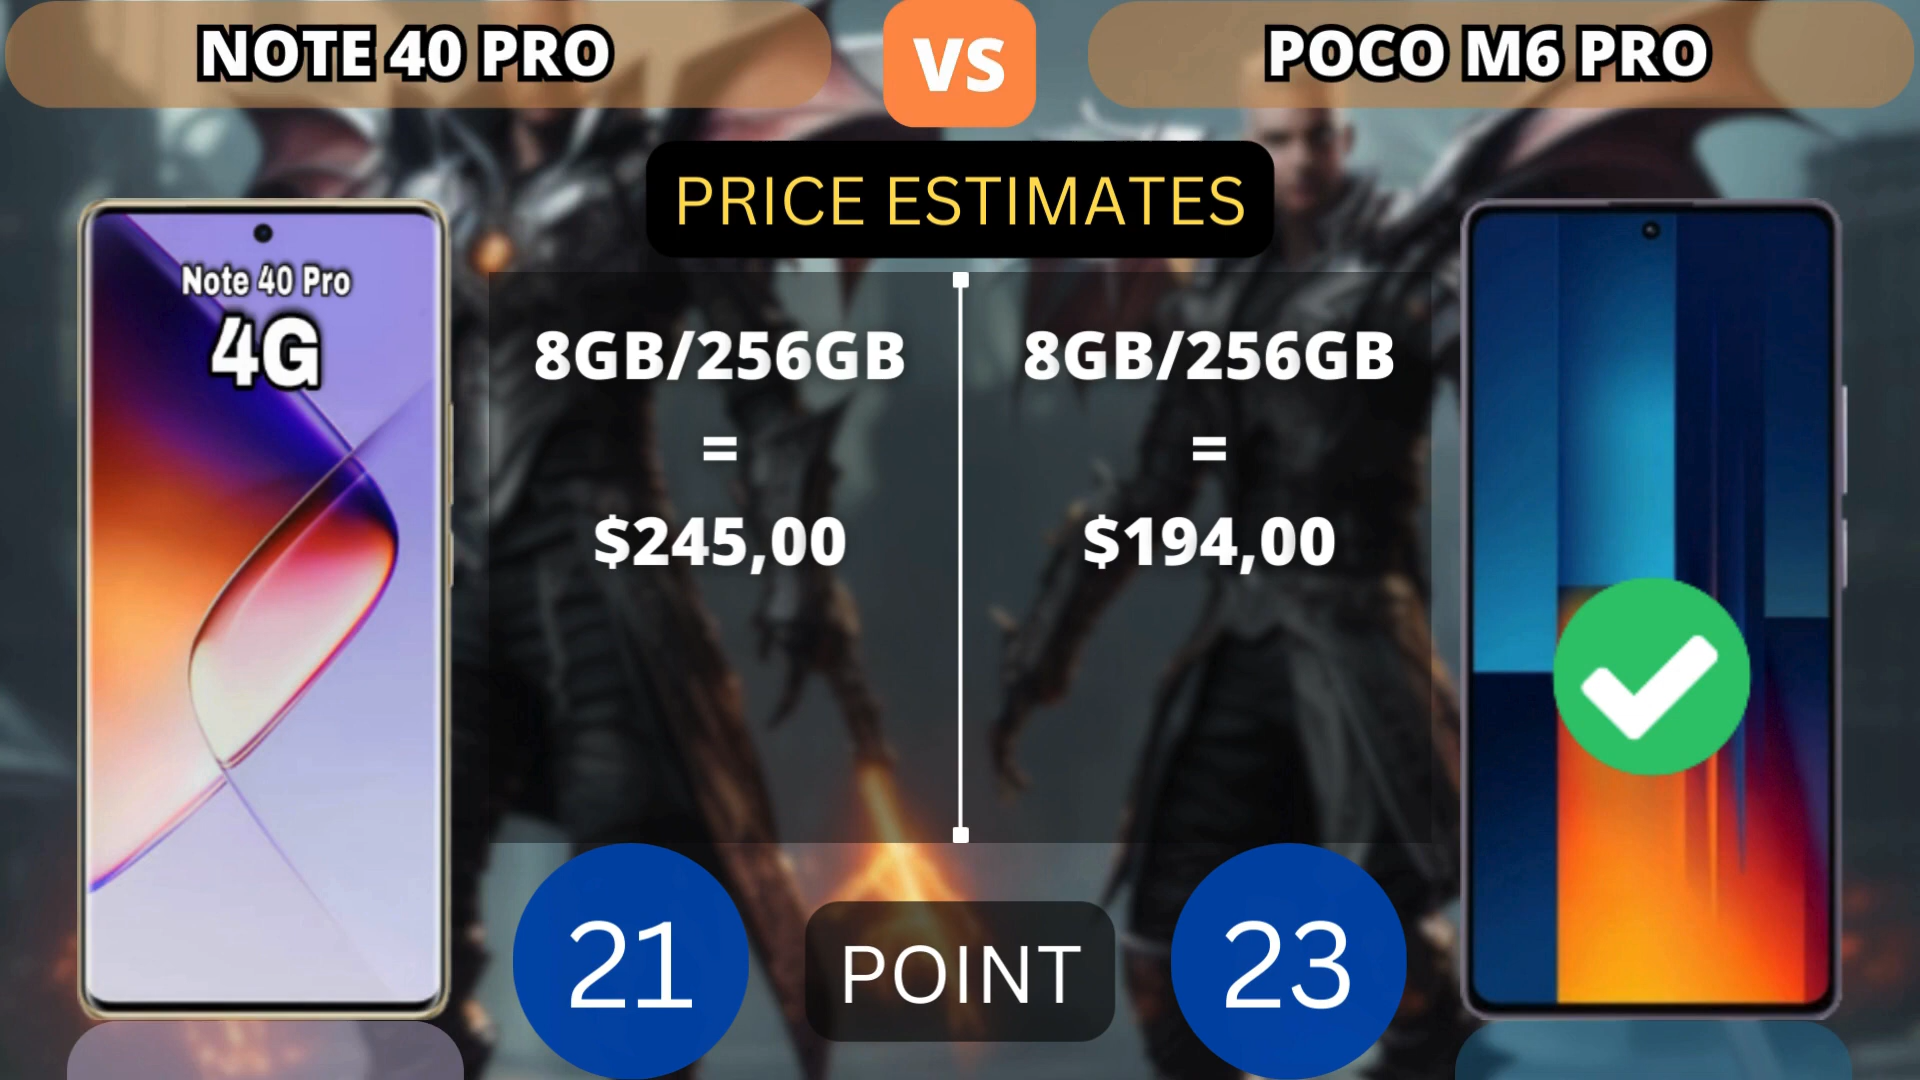 NOTE 40 PRO
VS
POCO M6 PRO
PRICE ESTIMATES
Note 40 Pro
4G
8GB/256GB
=
$245,00
8GB/256GB
=
$194,00
21
POINT
23